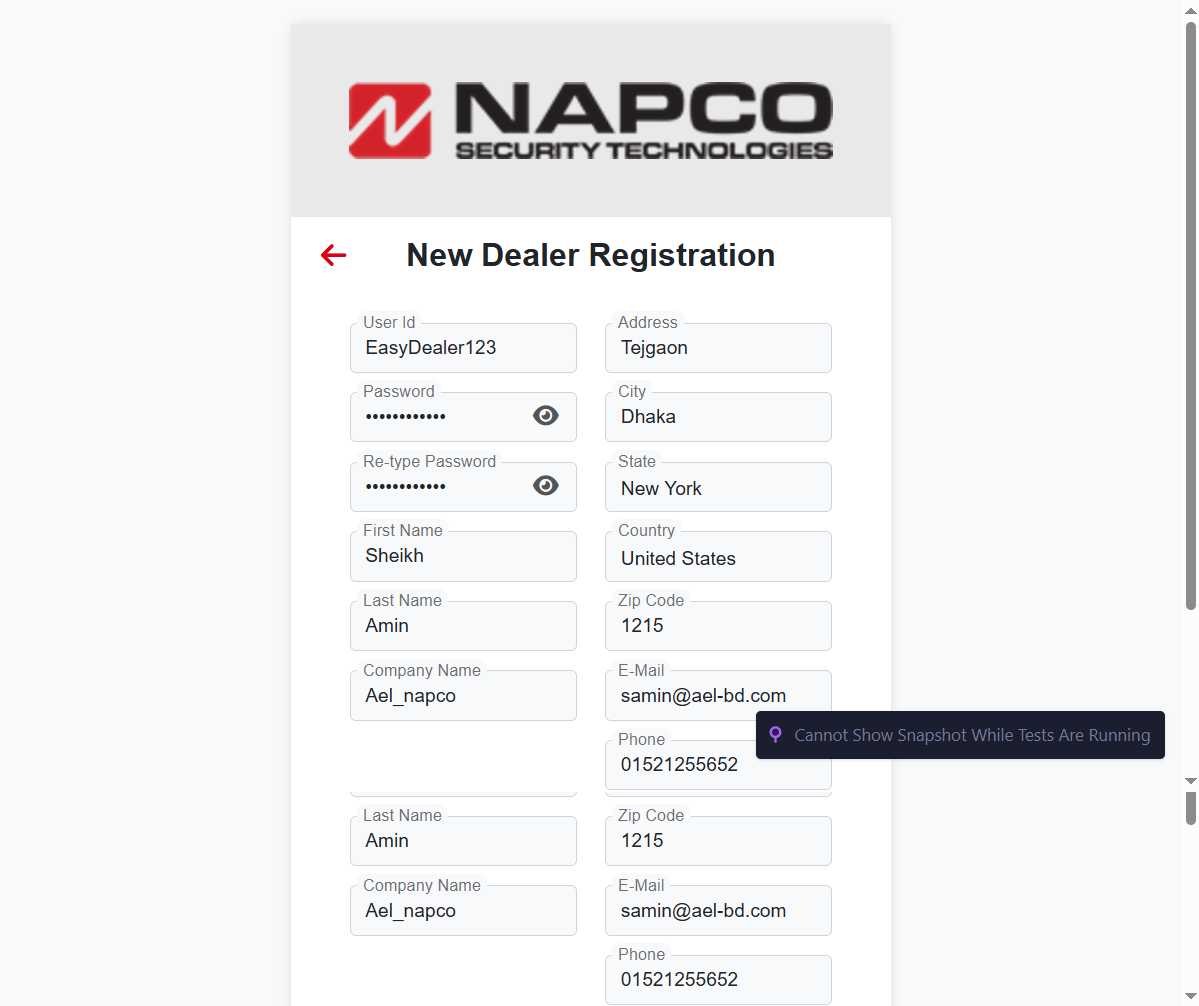 NAPCO
SECURITY TECHNOLOGIES
New Dealer Registration
User Id
EasyDealer123
Address
Tejgaon
Password
••••••••••••
City
Dhaka
Re-type Password
••••••••••••
State
New York
First Name
Sheikh
Country
United States
Last Name
Amin
Zip Code
1215
Company Name
Ael_napco
E-Mail
samin@ael-bd.com
Cannot Show Snapshot While Tests Are Running
Phone
01521255652
Last Name
Amin
Zip Code
1215
Company Name
Ael_napco
E-Mail
samin@ael-bd.com
Phone
01521255652